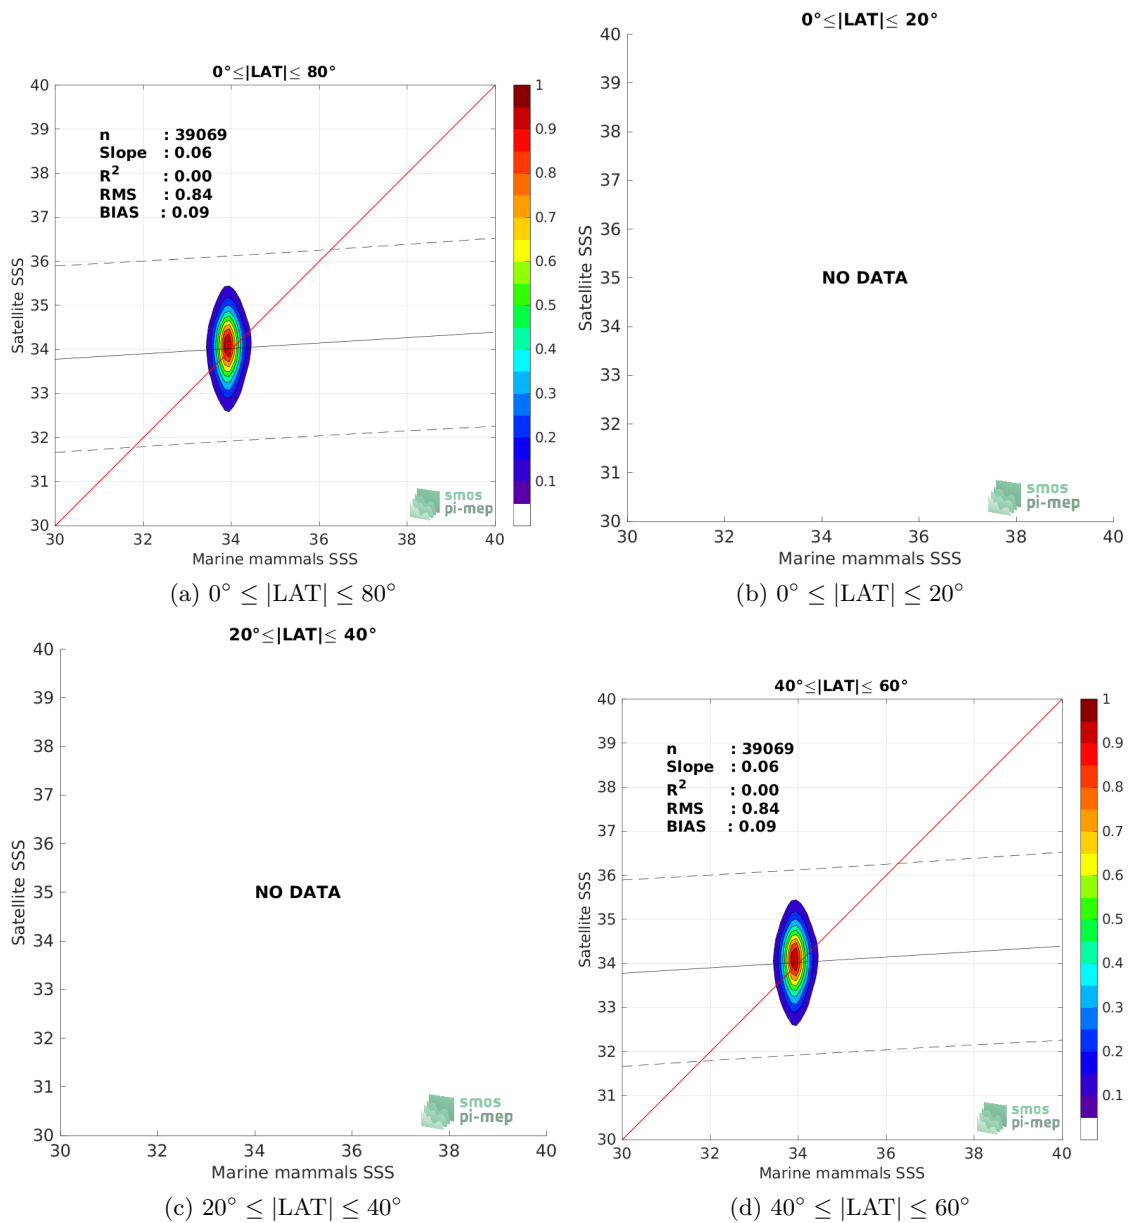 0°≤|LAT|≤ 80°
40
39
38
37
36
35
34
33
32
31
30
Satellite SSS
n : 39069
Slope : 0.06
R² : 0.00
RMS : 0.84
BIAS : 0.09
smos
pi-mep
30 32 34 36 38 40
Marine mammals SSS
1
0.9
0.8
0.7
0.6
0.5
0.4
0.3
0.2
0.1
(a) 0° ≤ |LAT| ≤ 80°
0°≤|LAT|≤ 20°
40
39
38
37
36
35
34
33
32
31
30
Satellite SSS
NO DATA
smos
pi-mep
30 32 34 36 38 40
Marine mammals SSS
(b) 0° ≤ |LAT| ≤ 20°
20°≤|LAT|≤ 40°
40
39
38
37
36
35
34
33
32
31
30
Satellite SSS
NO DATA
smos
pi-mep
30 32 34 36 38 40
Marine mammals SSS
(c) 20° ≤ |LAT| ≤ 40°
40°≤|LAT|≤ 60°
40
39
38
37
36
35
34
33
32
31
30
Satellite SSS
n : 39069
Slope : 0.06
R² : 0.00
RMS : 0.84
BIAS : 0.09
smos
pi-mep
30 32 34 36 38 40
Marine mammals SSS
1
0.9
0.8
0.7
0.6
0.5
0.4
0.3
0.2
0.1
(d) 40° ≤ |LAT| ≤ 60°